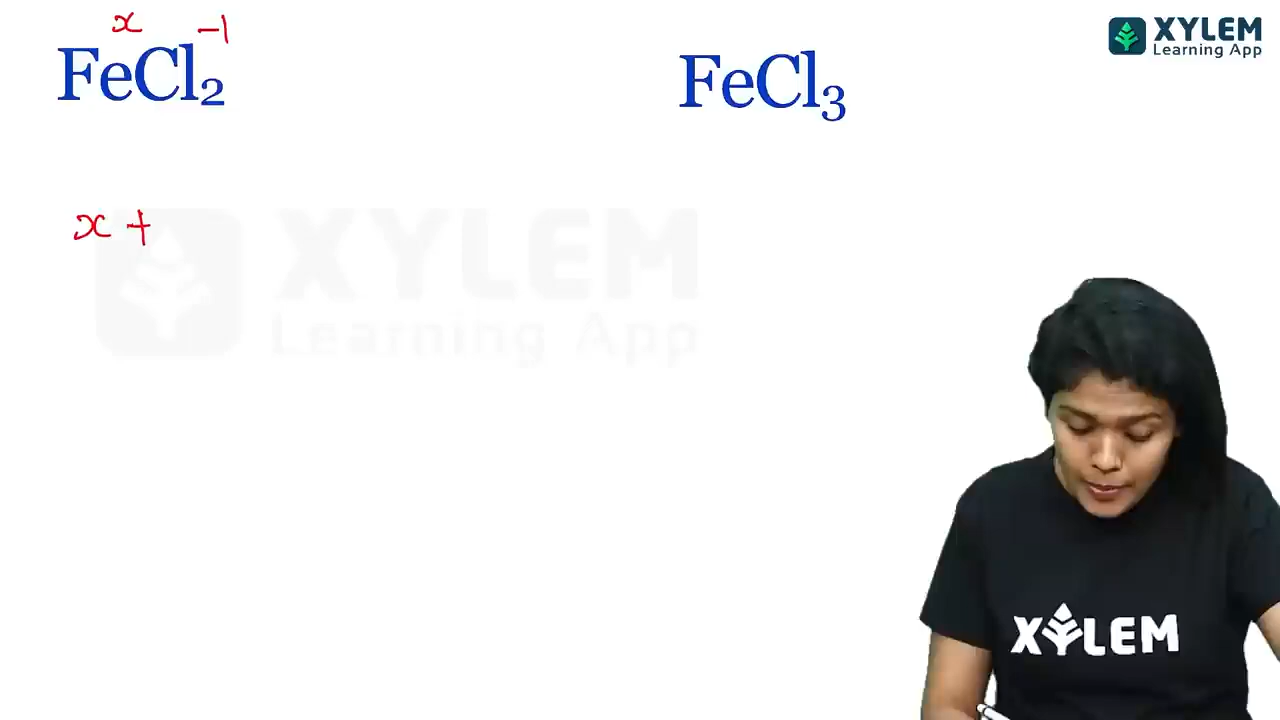 x -1
FeCl₂
FeCl₃
XYLEM
Learning App
x +
XYLEM
Learning App
XYLEM